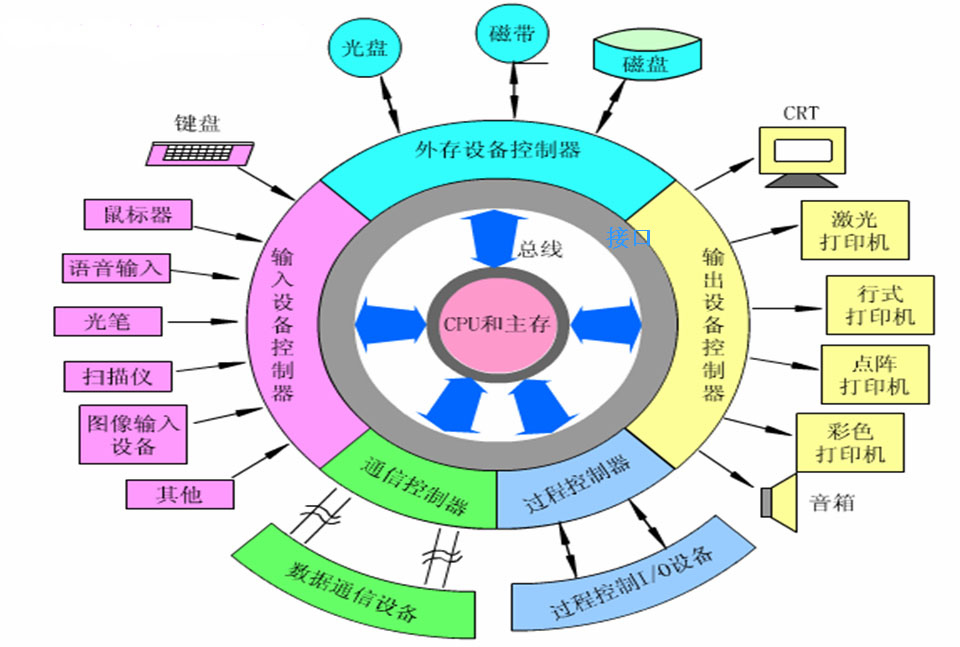 光盘
磁带
磁盘
键盘
CRT
外存设备控制器
鼠标器
语音输入
光笔
扫描仪
图像输入
设备
其他
输入设备控制器
总线
接口
CPU和主存
输出设备控制器
激光
打印机
行式
打印机
点阵
打印机
彩色
打印机
音箱
通信控制器
过程控制器
数据通信设备
过程控制I/O设备